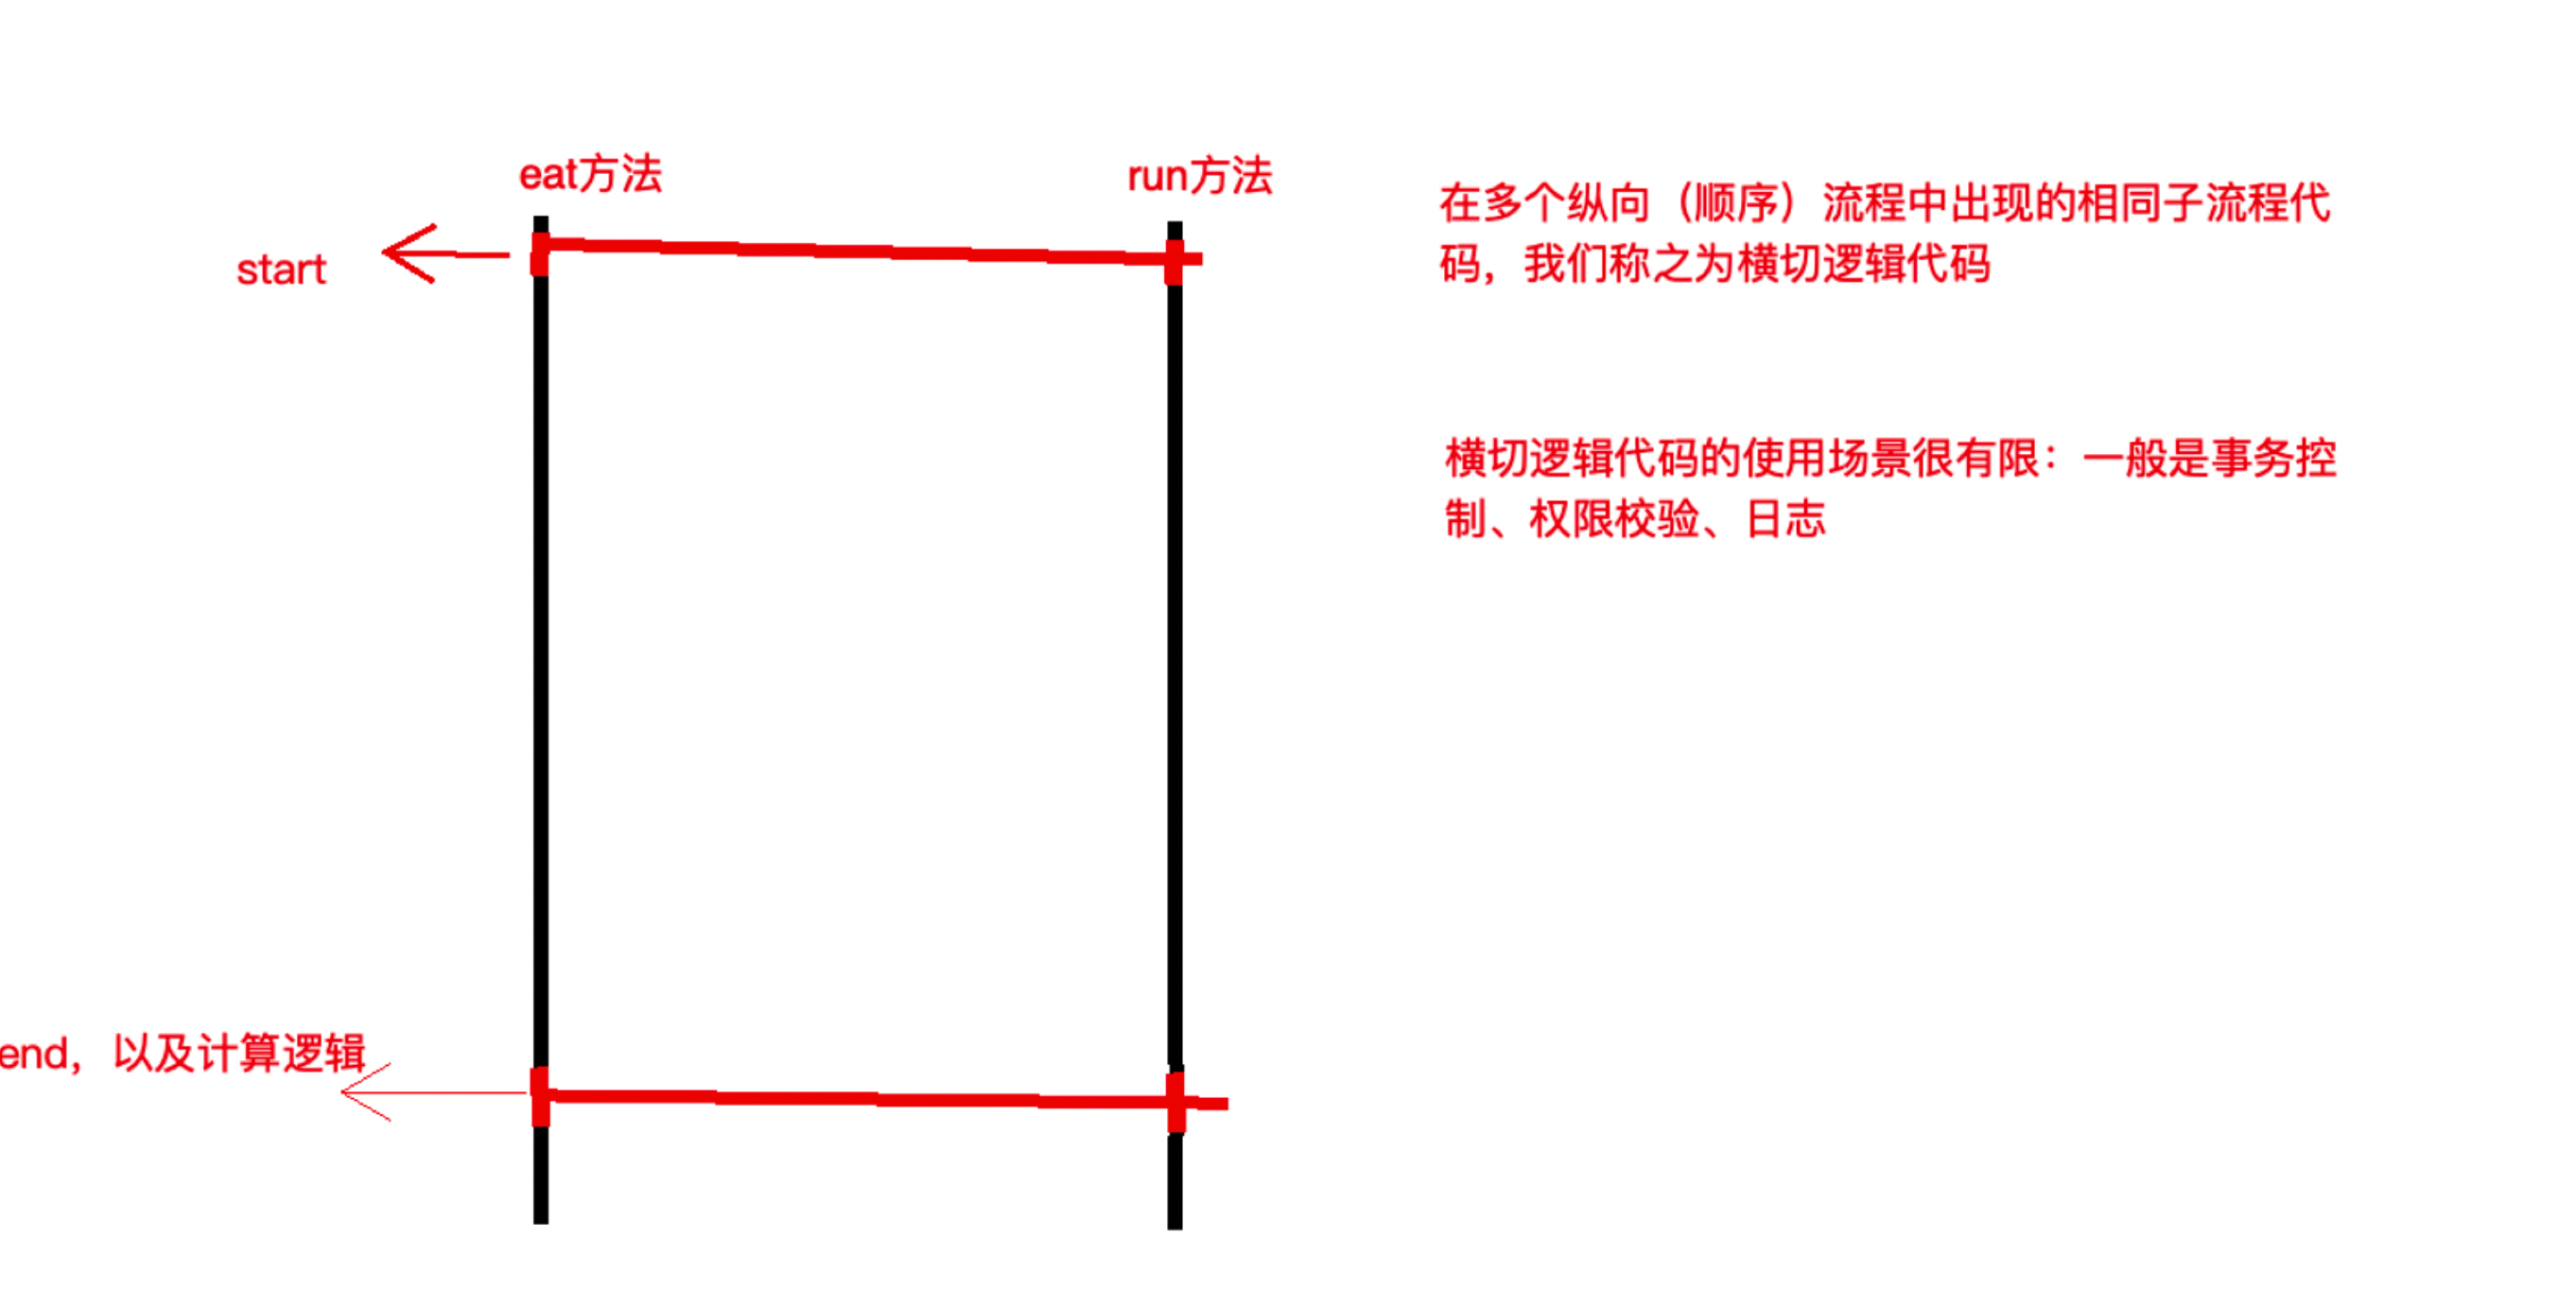 eat方法
run方法
start
在多个纵向（顺序）流程中出现的相同子流程代
码，我们称之为横切逻辑代码
横切逻辑代码的使用场景很有限：一般是事务控
制、权限校验、日志
end，以及计算逻辑